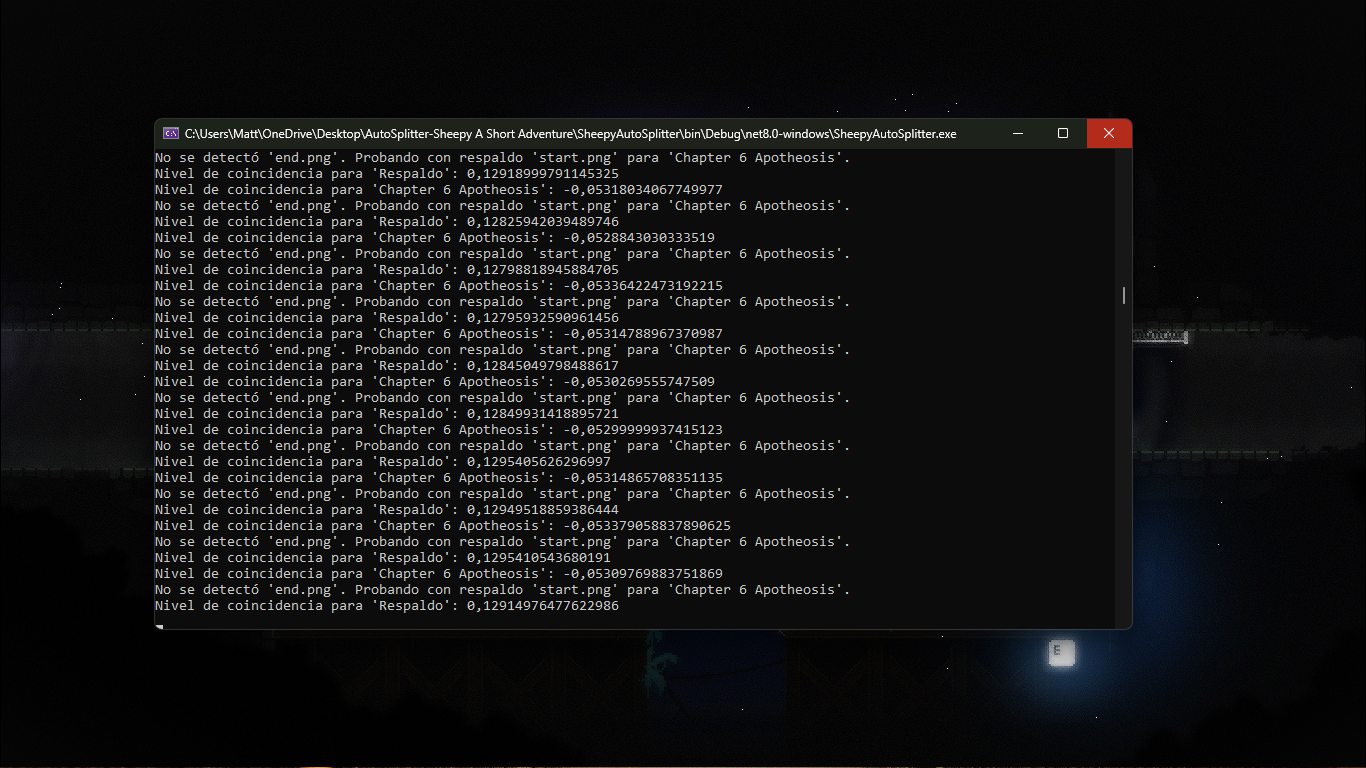 C:\Users\Matt\OneDrive\Desktop\AutoSplitter-Sheepy A Short Adventure\SheepyAutoSplitter\bin\Debug\net8.0-windows\SheepyAutoSplitter.exe
No se detectó 'end.png'. Probando con respaldo 'start.png' para 'Chapter 6 Apotheosis'.
Nivel de coincidencia para 'Respaldo': 0,12918999791145325
Nivel de coincidencia para 'Chapter 6 Apotheosis': -0,05318034067749977
No se detectó 'end.png'. Probando con respaldo 'start.png' para 'Chapter 6 Apotheosis'.
Nivel de coincidencia para 'Respaldo': 0,12825942039489746
Nivel de coincidencia para 'Chapter 6 Apotheosis': -0,0528843030333519
No se detectó 'end.png'. Probando con respaldo 'start.png' para 'Chapter 6 Apotheosis'.
Nivel de coincidencia para 'Respaldo': 0,12798818945884705
Nivel de coincidencia para 'Chapter 6 Apotheosis': -0,05336422473192215
No se detectó 'end.png'. Probando con respaldo 'start.png' para 'Chapter 6 Apotheosis'.
Nivel de coincidencia para 'Respaldo': 0,12795932590961456
Nivel de coincidencia para 'Chapter 6 Apotheosis': -0,05314788967370987
No se detectó 'end.png'. Probando con respaldo 'start.png' para 'Chapter 6 Apotheosis'.
Nivel de coincidencia para 'Respaldo': 0,12845049798488617
Nivel de coincidencia para 'Chapter 6 Apotheosis': -0,0530269555747509
No se detectó 'end.png'. Probando con respaldo 'start.png' para 'Chapter 6 Apotheosis'.
Nivel de coincidencia para 'Respaldo': 0,12849931418895721
Nivel de coincidencia para 'Chapter 6 Apotheosis': -0,05299999937415123
No se detectó 'end.png'. Probando con respaldo 'start.png' para 'Chapter 6 Apotheosis'.
Nivel de coincidencia para 'Respaldo': 0,1295405626296997
Nivel de coincidencia para 'Chapter 6 Apotheosis': -0,05314865708351135
No se detectó 'end.png'. Probando con respaldo 'start.png' para 'Chapter 6 Apotheosis'.
Nivel de coincidencia para 'Respaldo': 0,12949518859386444
Nivel de coincidencia para 'Chapter 6 Apotheosis': -0,053379058837890625
No se detectó 'end.png'. Probando con respaldo 'start.png' para 'Chapter 6 Apotheosis'.
Nivel de coincidencia para 'Respaldo': 0,1295410543680191
Nivel de coincidencia para 'Chapter 6 Apotheosis': -0,05309769883751869
No se detectó 'end.png'. Probando con respaldo 'start.png' para 'Chapter 6 Apotheosis'.
Nivel de coincidencia para 'Respaldo': 0,12914976477622986
E